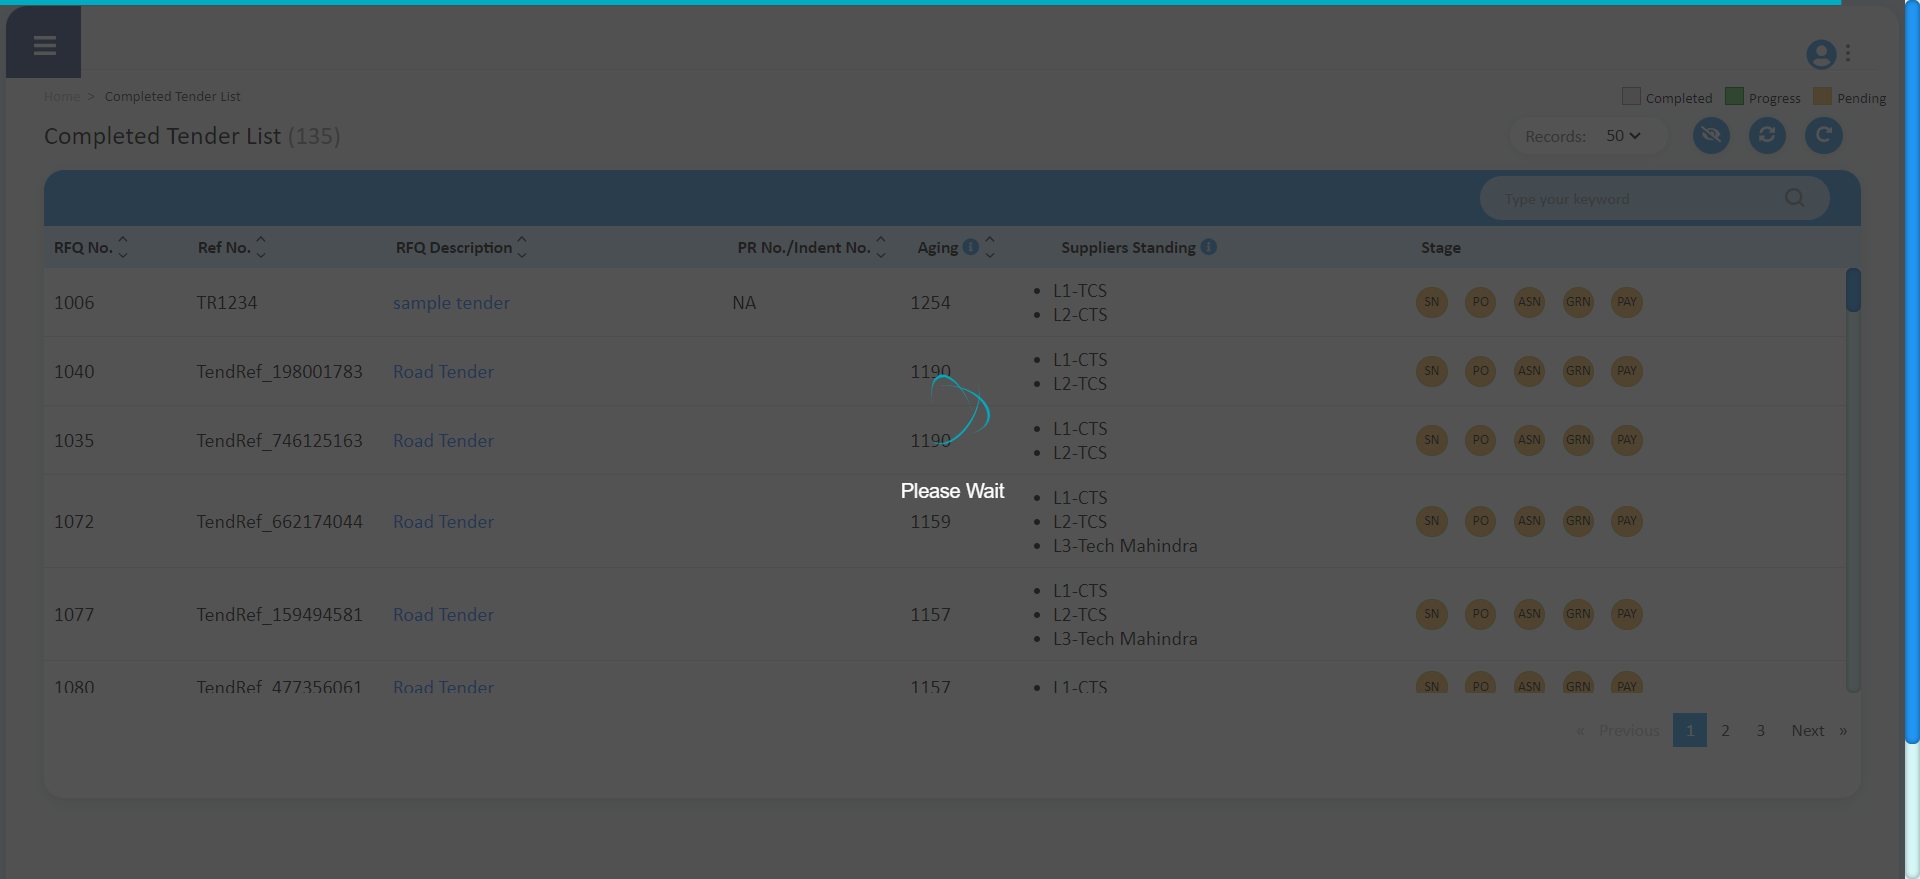 Home > Completed Tender List
Completed Progress Pending
Completed Tender List (135)
Records: 50
Type your keyword
RFQ No. Ref No. RFQ Description PR No./Indent No. Aging Suppliers Standing Stage
1006 TR1234 sample tender NA 1254 L1-TCS SN PO ASN GRN PAY
L2-CTS
1040 TendRef_198001783 Road Tender 1190 L1-CTS SN PO ASN GRN PAY
L2-TCS
1035 TendRef_746125163 Road Tender 1190 L1-CTS SN PO ASN GRN PAY
L2-TCS
Please Wait
1072 TendRef_662174044 Road Tender 1159 L1-CTS SN PO ASN GRN PAY
L2-TCS
L3-Tech Mahindra
1077 TendRef_159494581 Road Tender 1157 L1-CTS SN PO ASN GRN PAY
L2-TCS
L3-Tech Mahindra
1080 TendRef_477356061 Road Tender 1157 L1-CTS SN PO ASN GRN PAY
« Previous 1 2 3 Next »